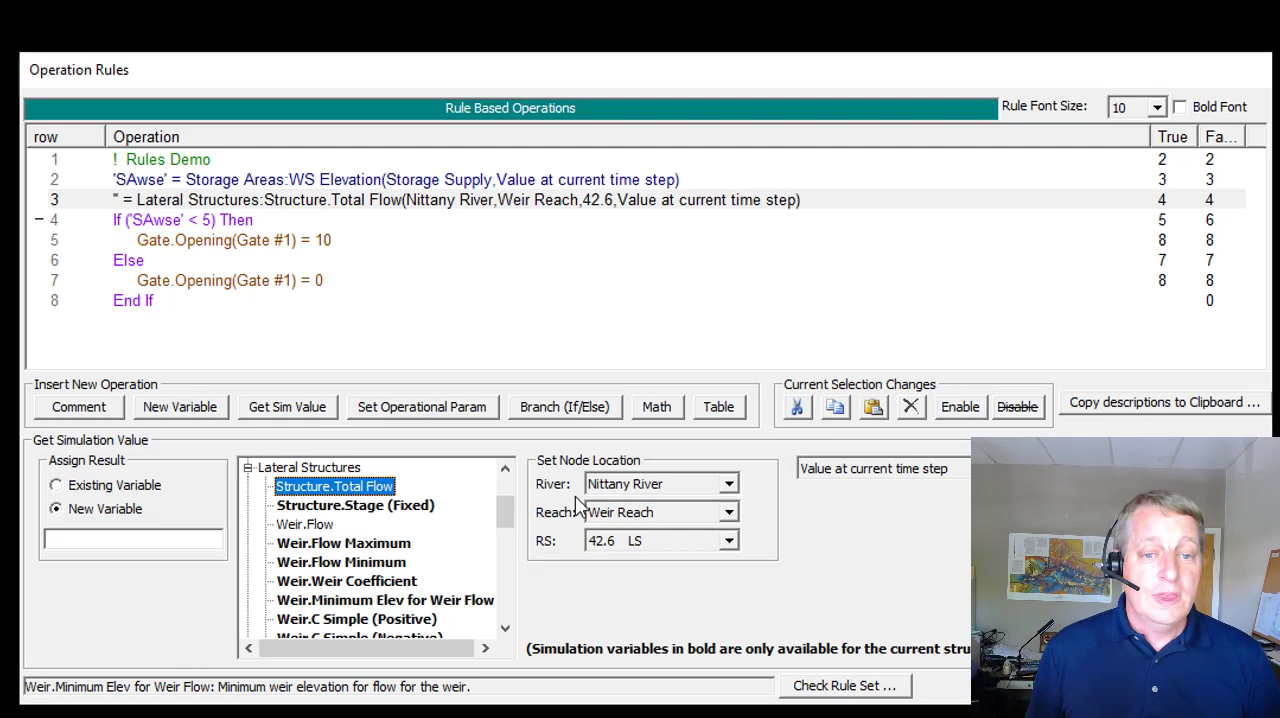 Operation Rules
Rule Based Operations
Rule Font Size: 10 Bold Font
row Operation True Fa...
1 ! Rules Demo 2 2
2 'SAwse' = Storage Areas:WS Elevation(Storage Supply,Value at current time step) 3 3
3 '' = Lateral Structures:Structure.Total Flow(Nittany River,Weir Reach,42.6,Value at current time step) 4 4
4 If ('SAwse' < 5) Then 5 6
5 Gate.Opening(Gate #1) = 10 8 8
6 Else 7 7
7 Gate.Opening(Gate #1) = 0 8 8
8 End If 0
Insert New Operation
Current Selection Changes
Comment New Variable Get Sim Value Set Operational Param Branch (If/Else) Math Table Enable Disable Copy descriptions to Clipboard ...
Get Simulation Value
Assign Result
Existing Variable
New Variable
Lateral Structures
Structure.Total Flow
Structure.Stage (Fixed)
Weir.Flow
Weir.Flow Maximum
Weir.Flow Minimum
Weir.Weir Coefficient
Weir.Minimum Elev for Weir Flow
Weir.C Simple (Positive)
Weir.C Simple (Negative)
Set Node Location
River: Nittany River
Reach: Weir Reach
RS: 42.6 LS
Value at current time step
(Simulation variables in bold are only available for the current stru
Weir.Minimum Elev for Weir Flow: Minimum weir elevation for flow for the weir.
Check Rule Set ...